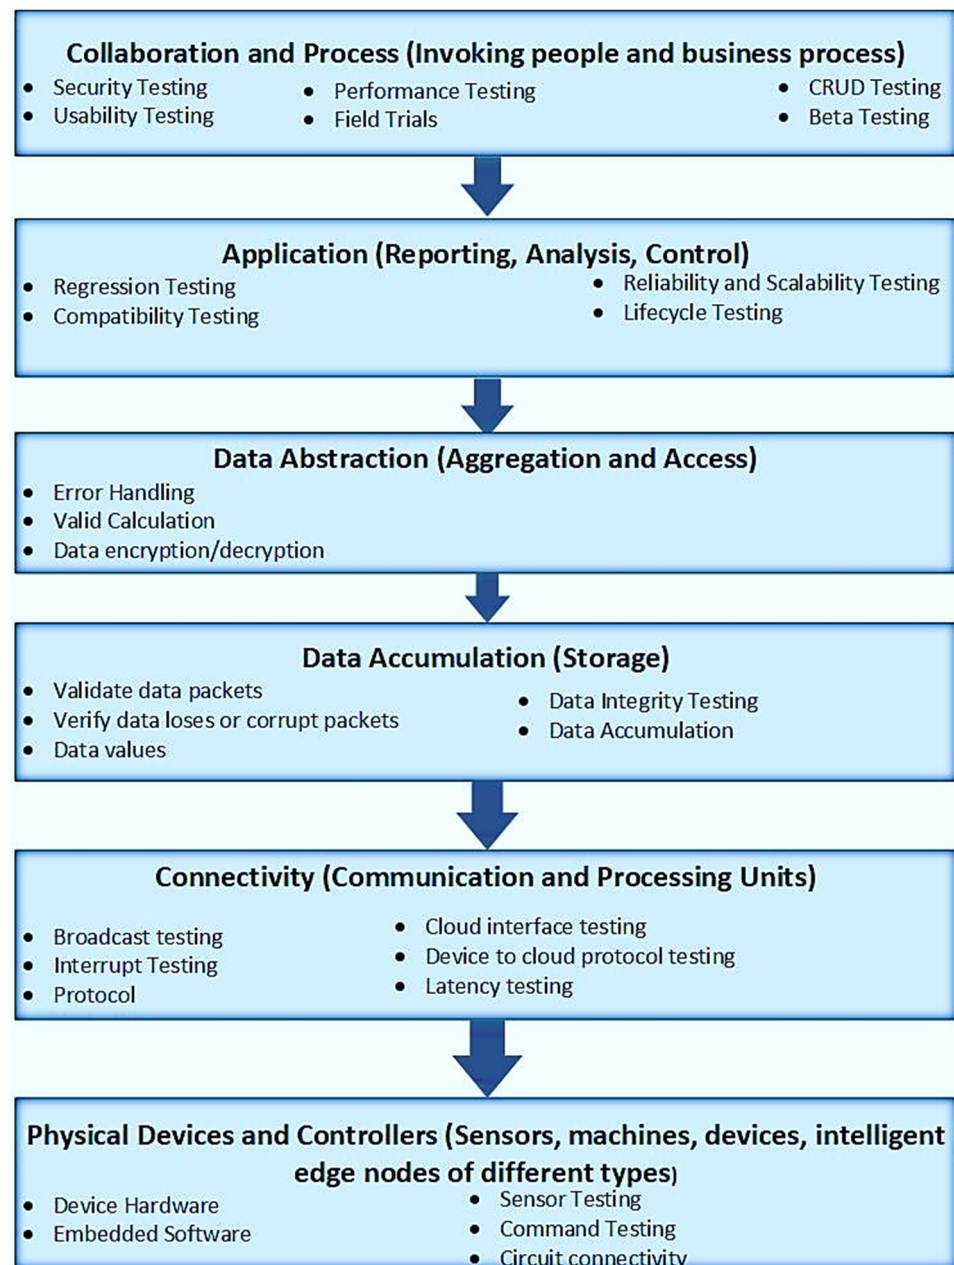 Collaboration and Process (Invoking people and business process)
• Security Testing
• Usability Testing
• Performance Testing
• Field Trials
• CRUD Testing
• Beta Testing
Application (Reporting, Analysis, Control)
• Regression Testing
• Compatibility Testing
• Reliability and Scalability Testing
• Lifecycle Testing
Data Abstraction (Aggregation and Access)
• Error Handling
• Valid Calculation
• Data encryption/decryption
Data Accumulation (Storage)
• Validate data packets
• Verify data loses or corrupt packets
• Data values
• Data Integrity Testing
• Data Accumulation
Connectivity (Communication and Processing Units)
• Broadcast testing
• Interrupt Testing
• Protocol
• Cloud interface testing
• Device to cloud protocol testing
• Latency testing
Physical Devices and Controllers (Sensors, machines, devices, intelligent
edge nodes of different types)
• Device Hardware
• Embedded Software
• Sensor Testing
• Command Testing
• Circuit connectivity